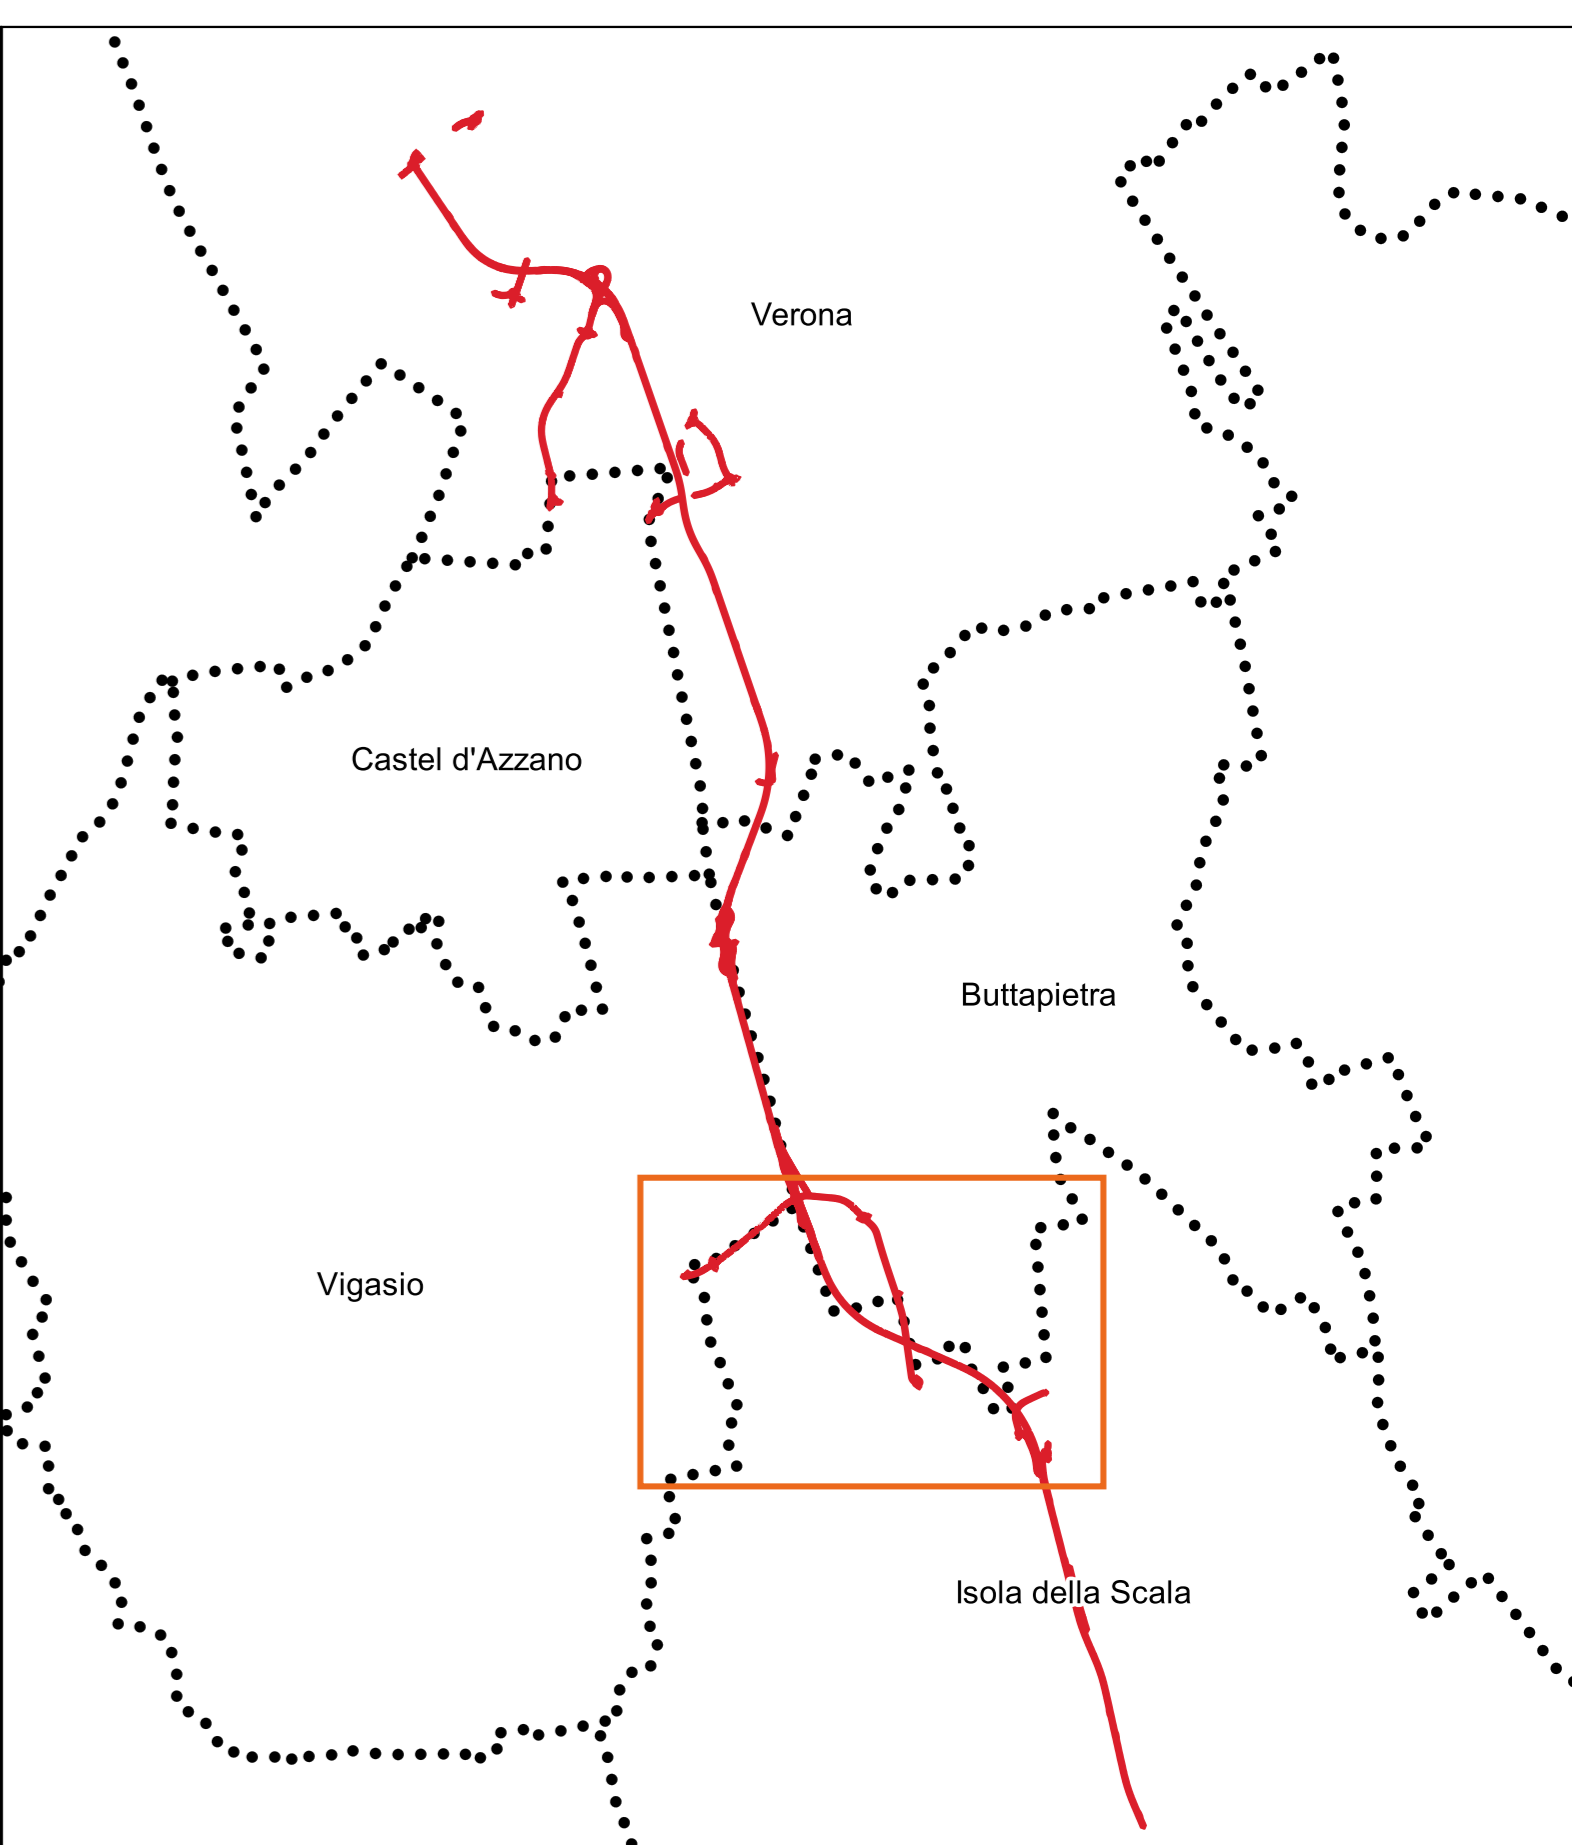 Verona
Castel d'Azzano
Buttapietra
Vigasio
Isola della Scala